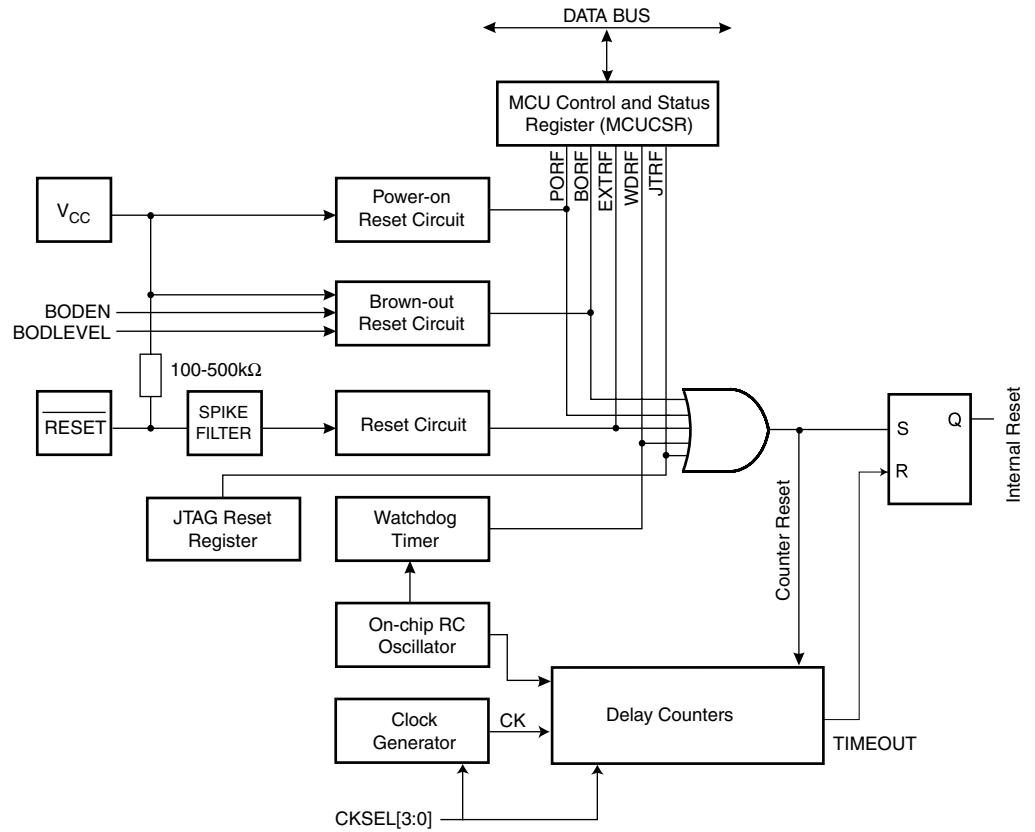 DATA BUS
MCU Control and Status
Register (MCUCSR)
PORF
BORF
EXTRF
WDRF
JTRF
VCC
Power-on
Reset Circuit
Brown-out
Reset Circuit
BODEN
BODLEVEL
100-500kΩ
RESET
SPIKE
FILTER
Reset Circuit
S
Q
R
Internal Reset
JTAG Reset
Register
Watchdog
Timer
Counter Reset
On-chip RC
Oscillator
Clock
Generator
CK
Delay Counters
TIMEOUT
CKSEL[3:0]